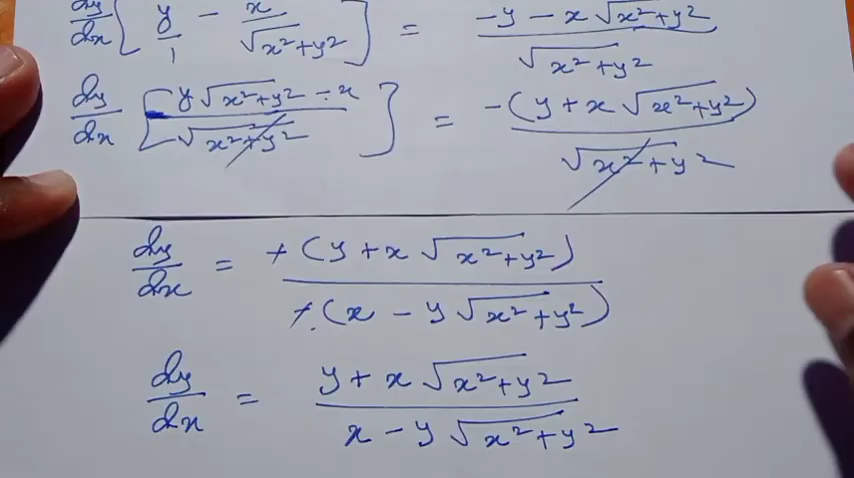 dy/dx [ y/1 - x/√(x²+y²) ] = (-y - x√(x²+y²))/√(x²+y²)
dy/dx [ (y√(x²+y²) - x)/√(x²+y²) ] = -(y + x√(x²+y²))/√(x²+y²)
dy/dx = -(y + x√(x²+y²))/-(x - y√(x²+y²))
dy/dx = (y + x√(x²+y²))/(x - y√(x²+y²))